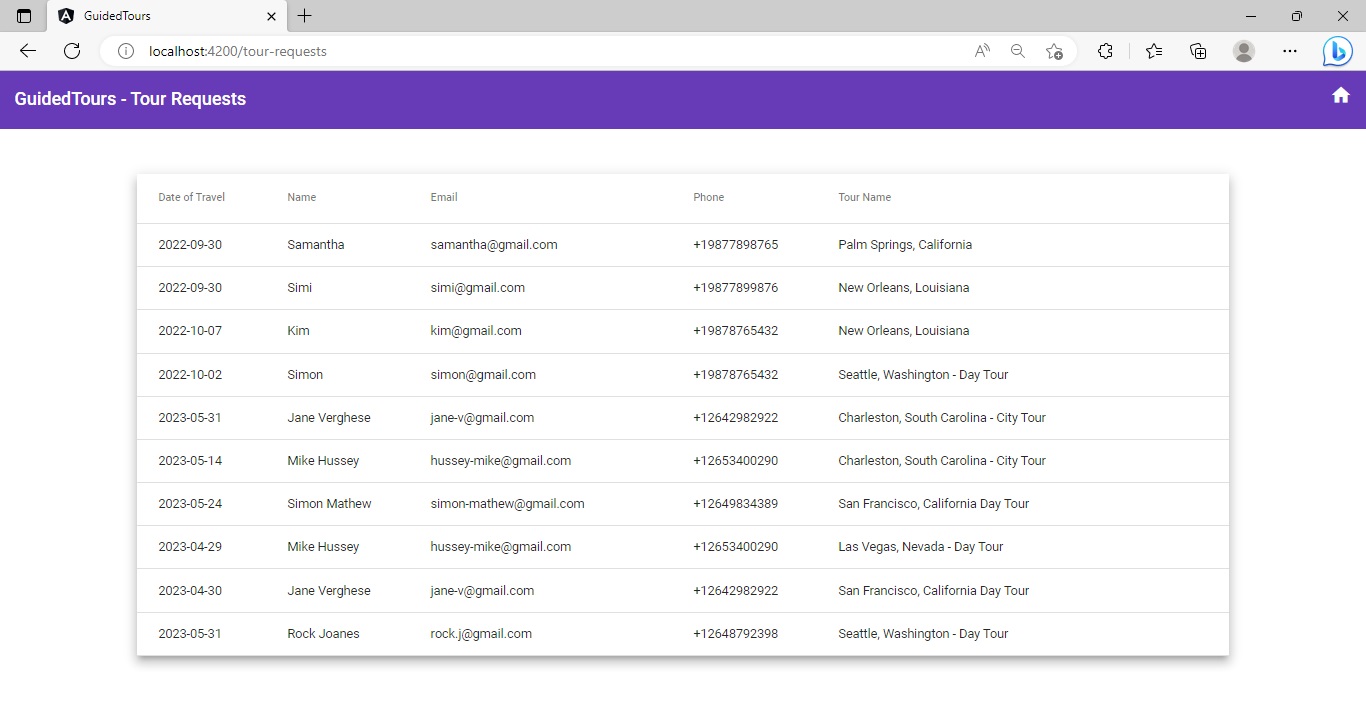 GuidedTours
localhost:4200/tour-requests
GuidedTours - Tour Requests
Date of Travel Name Email Phone Tour Name
2022-09-30 Samantha samantha@gmail.com +19877898765 Palm Springs, California
2022-09-30 Simi simi@gmail.com +19877899876 New Orleans, Louisiana
2022-10-07 Kim kim@gmail.com +19878765432 New Orleans, Louisiana
2022-10-02 Simon simon@gmail.com +19878765432 Seattle, Washington - Day Tour
2023-05-31 Jane Verghese jane-v@gmail.com +12642982922 Charleston, South Carolina - City Tour
2023-05-14 Mike Hussey hussey-mike@gmail.com +12653400290 Charleston, South Carolina - City Tour
2023-05-24 Simon Mathew simon-mathew@gmail.com +12649834389 San Francisco, California Day Tour
2023-04-29 Mike Hussey hussey-mike@gmail.com +12653400290 Las Vegas, Nevada - Day Tour
2023-04-30 Jane Verghese jane-v@gmail.com +12642982922 San Francisco, California Day Tour
2023-05-31 Rock Joanes rock.j@gmail.com +12648792398 Seattle, Washington - Day Tour